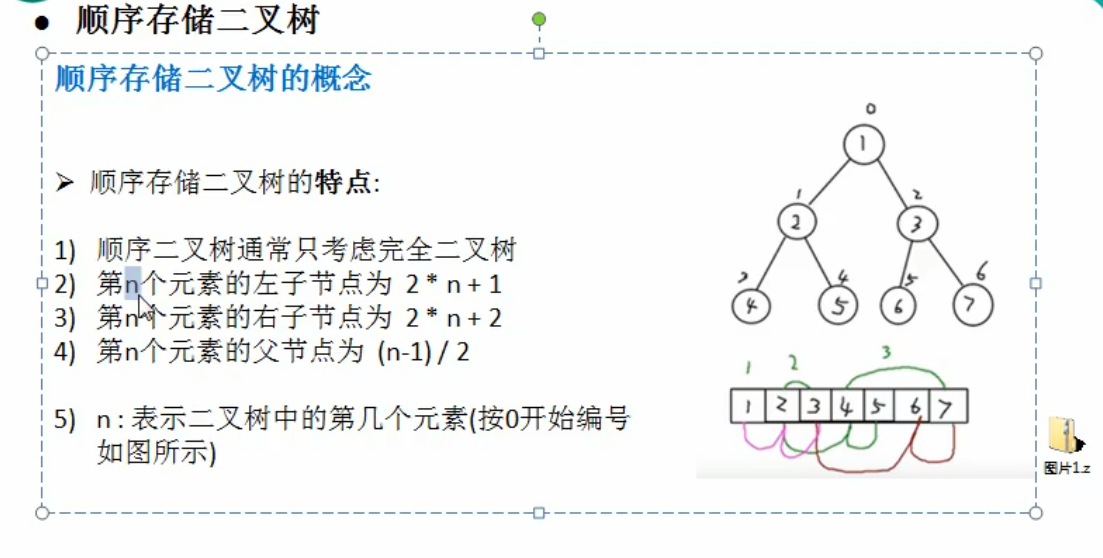 ● 顺序存储二叉树
顺序存储二叉树的概念
➢ 顺序存储二叉树的特点:
1) 顺序二叉树通常只考虑完全二叉树
2) 第n个元素的左子节点为 2 * n + 1
3) 第n个元素的右子节点为 2 * n + 2
4) 第n个元素的父节点为 (n-1) / 2
5) n : 表示二叉树中的第几个元素(按0开始编号
如图所示)
0
1
1 2
2 3
3 4 5 6
4 5 6 7
1 2 3
1 2 3 4 5 6 7
图片1.z